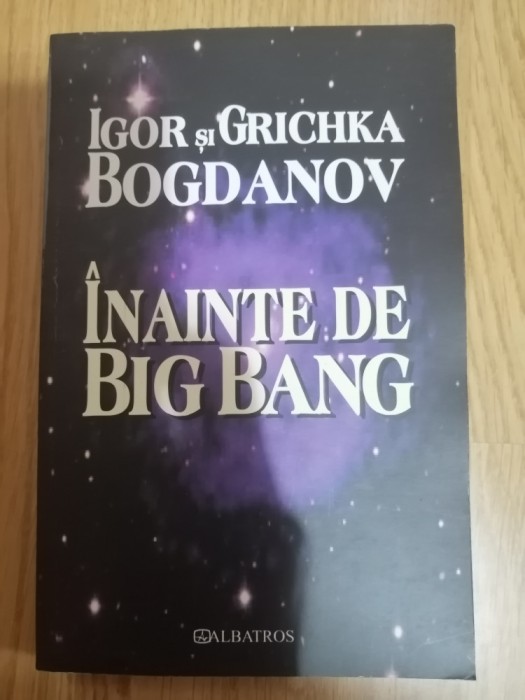 IGOR ȘI GRICHKA
BOGDANOV
ÎNAINTE DE
BIG BANG
ALBATROS